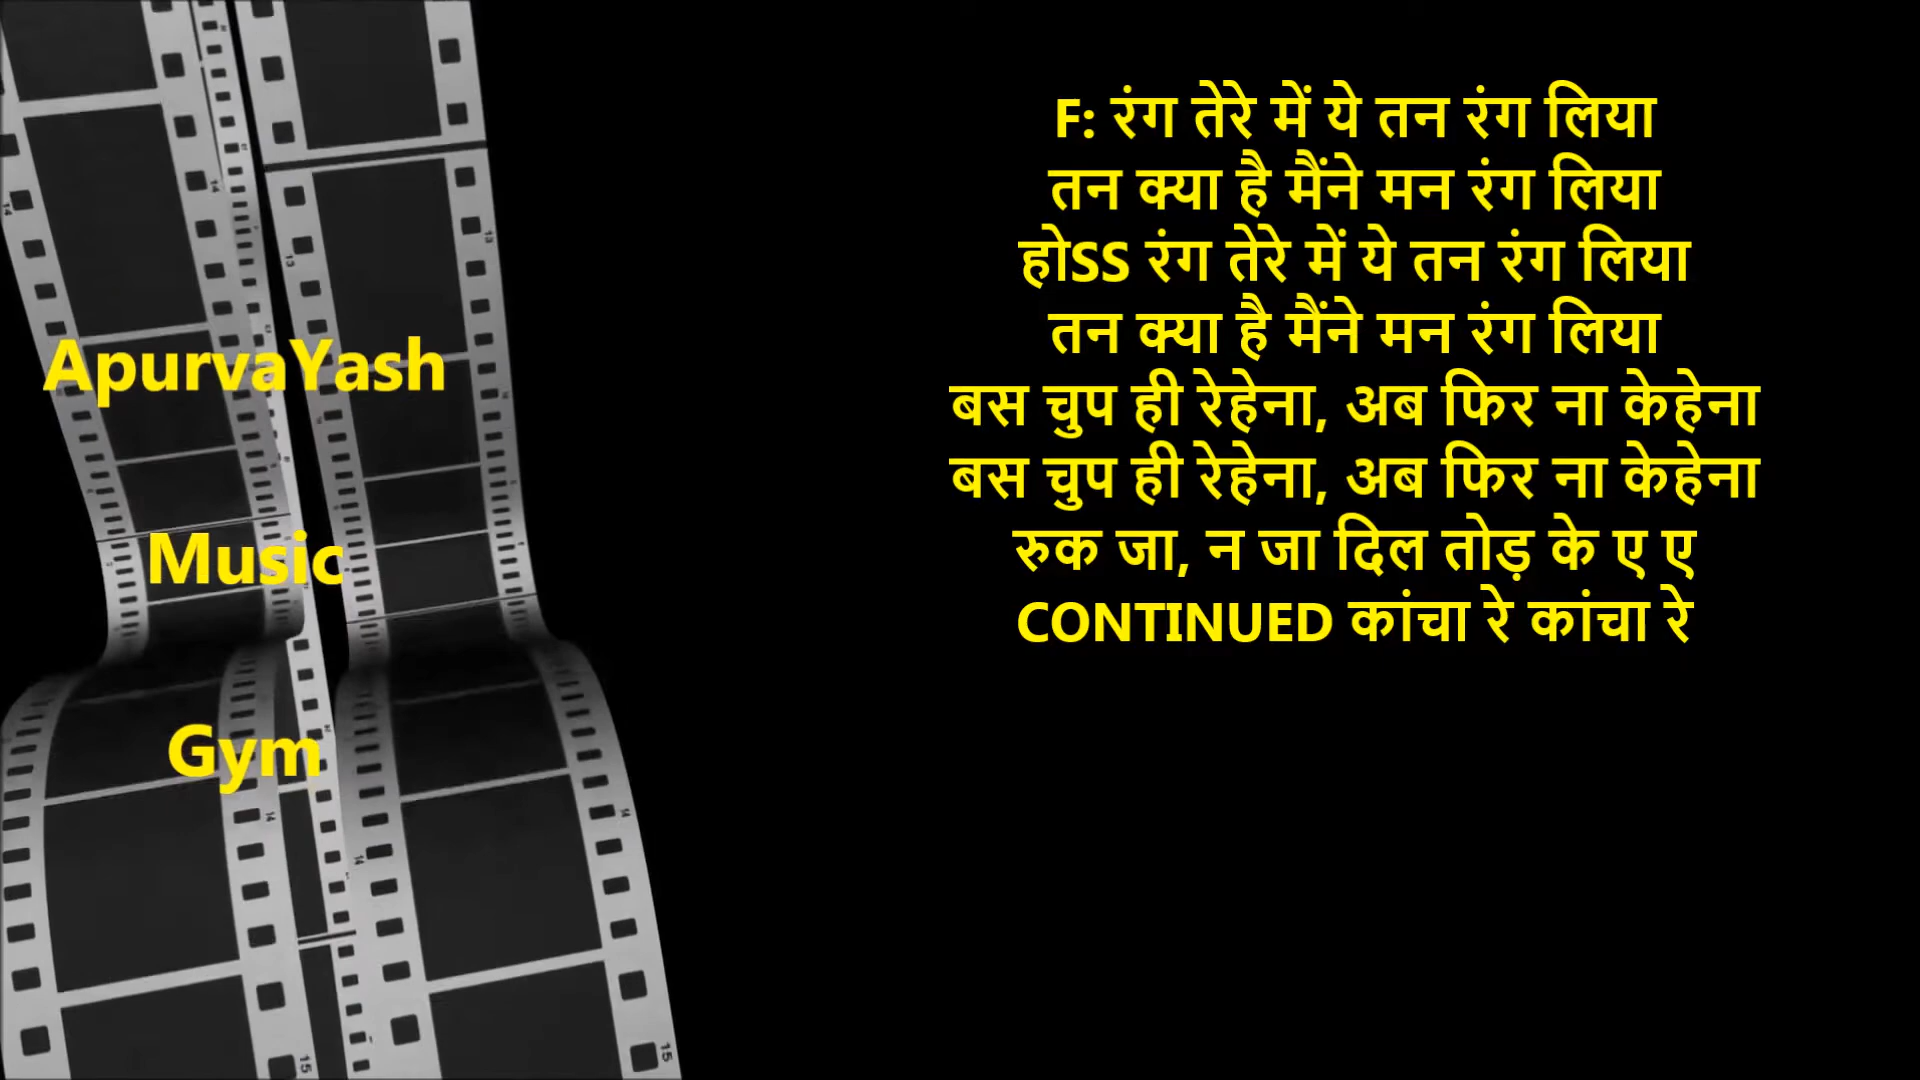 ApurvaYash
Music
Gym
F: रंग तेरे में ये तन रंग लिया
तन क्या है मैंने मन रंग लिया
होSS रंग तेरे में ये तन रंग लिया
तन क्या है मैंने मन रंग लिया
बस चुप ही रेहेना, अब फिर ना केहेना
बस चुप ही रेहेना, अब फिर ना केहेना
रुक जा, न जा दिल तोड़ के ए ए
CONTINUED कांचा रे कांचा रे